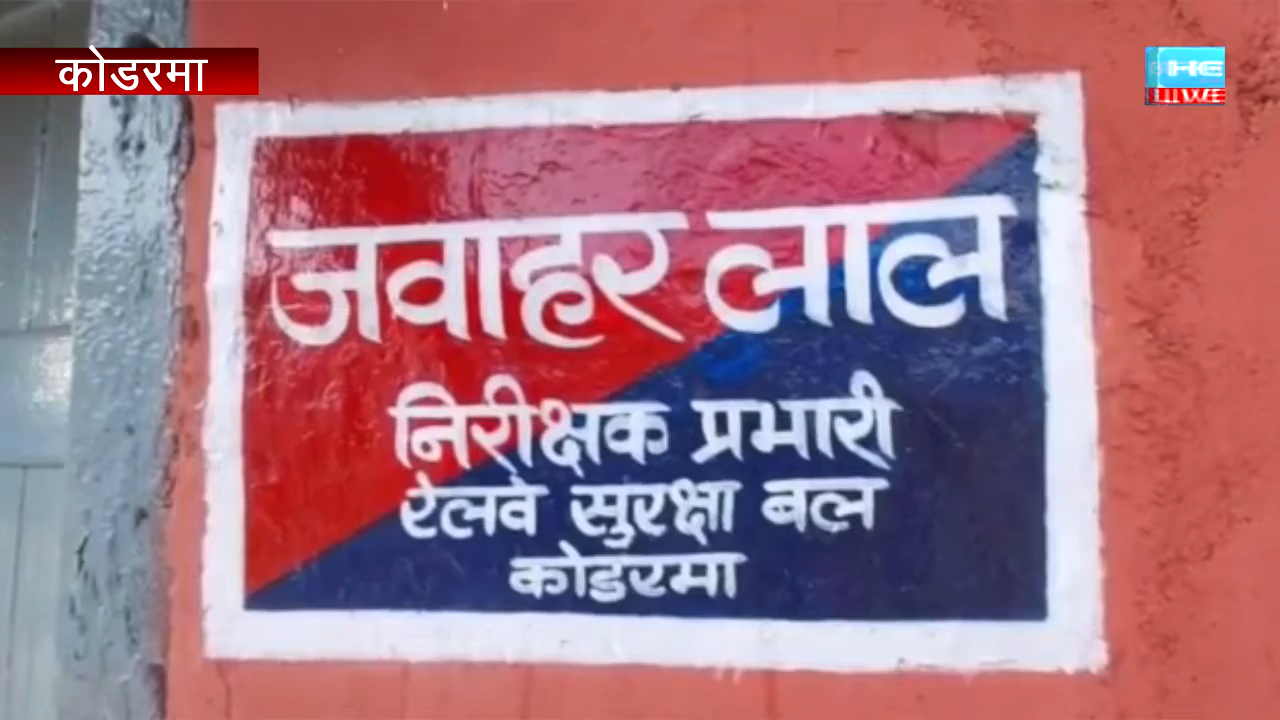 कोडरमा
जवाहर लाल
निरीक्षक प्रभारी
रेलवे सुरक्षा बल
कोडरमा